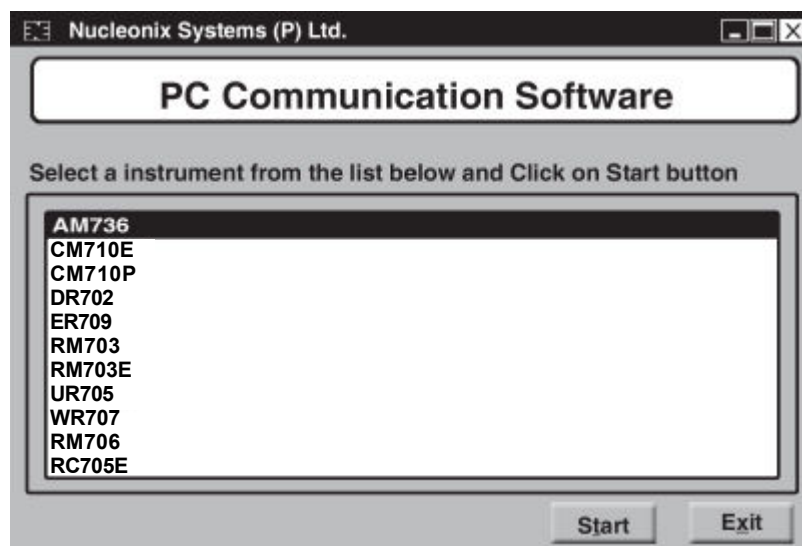 Nucleonix Systems (P) Ltd.
PC Communication Software
Select a instrument from the list below and Click on Start button
AM736
CM710E
CM710P
DR702
ER709
RM703
RM703E
UR705
WR707
RM706
RC705E
Start Exit